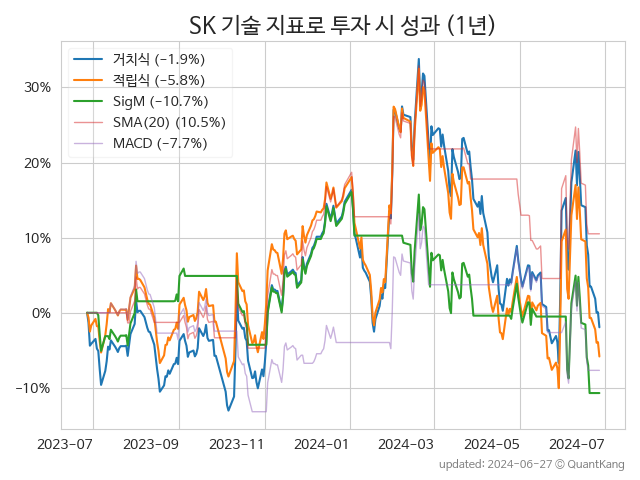 SK 기술 지표로 투자 시 성과 (1년)
거치식 (−1.9%)
적립식 (−5.8%)
SigM (−10.7%)
SMA(20) (10.5%)
MACD (−7.7%)
30%
20%
10%
0%
−10%
2023-07 2023-09 2023-11 2024-01 2024-03 2024-05 2024-07
updated: 2024-06-27 © QuantKang